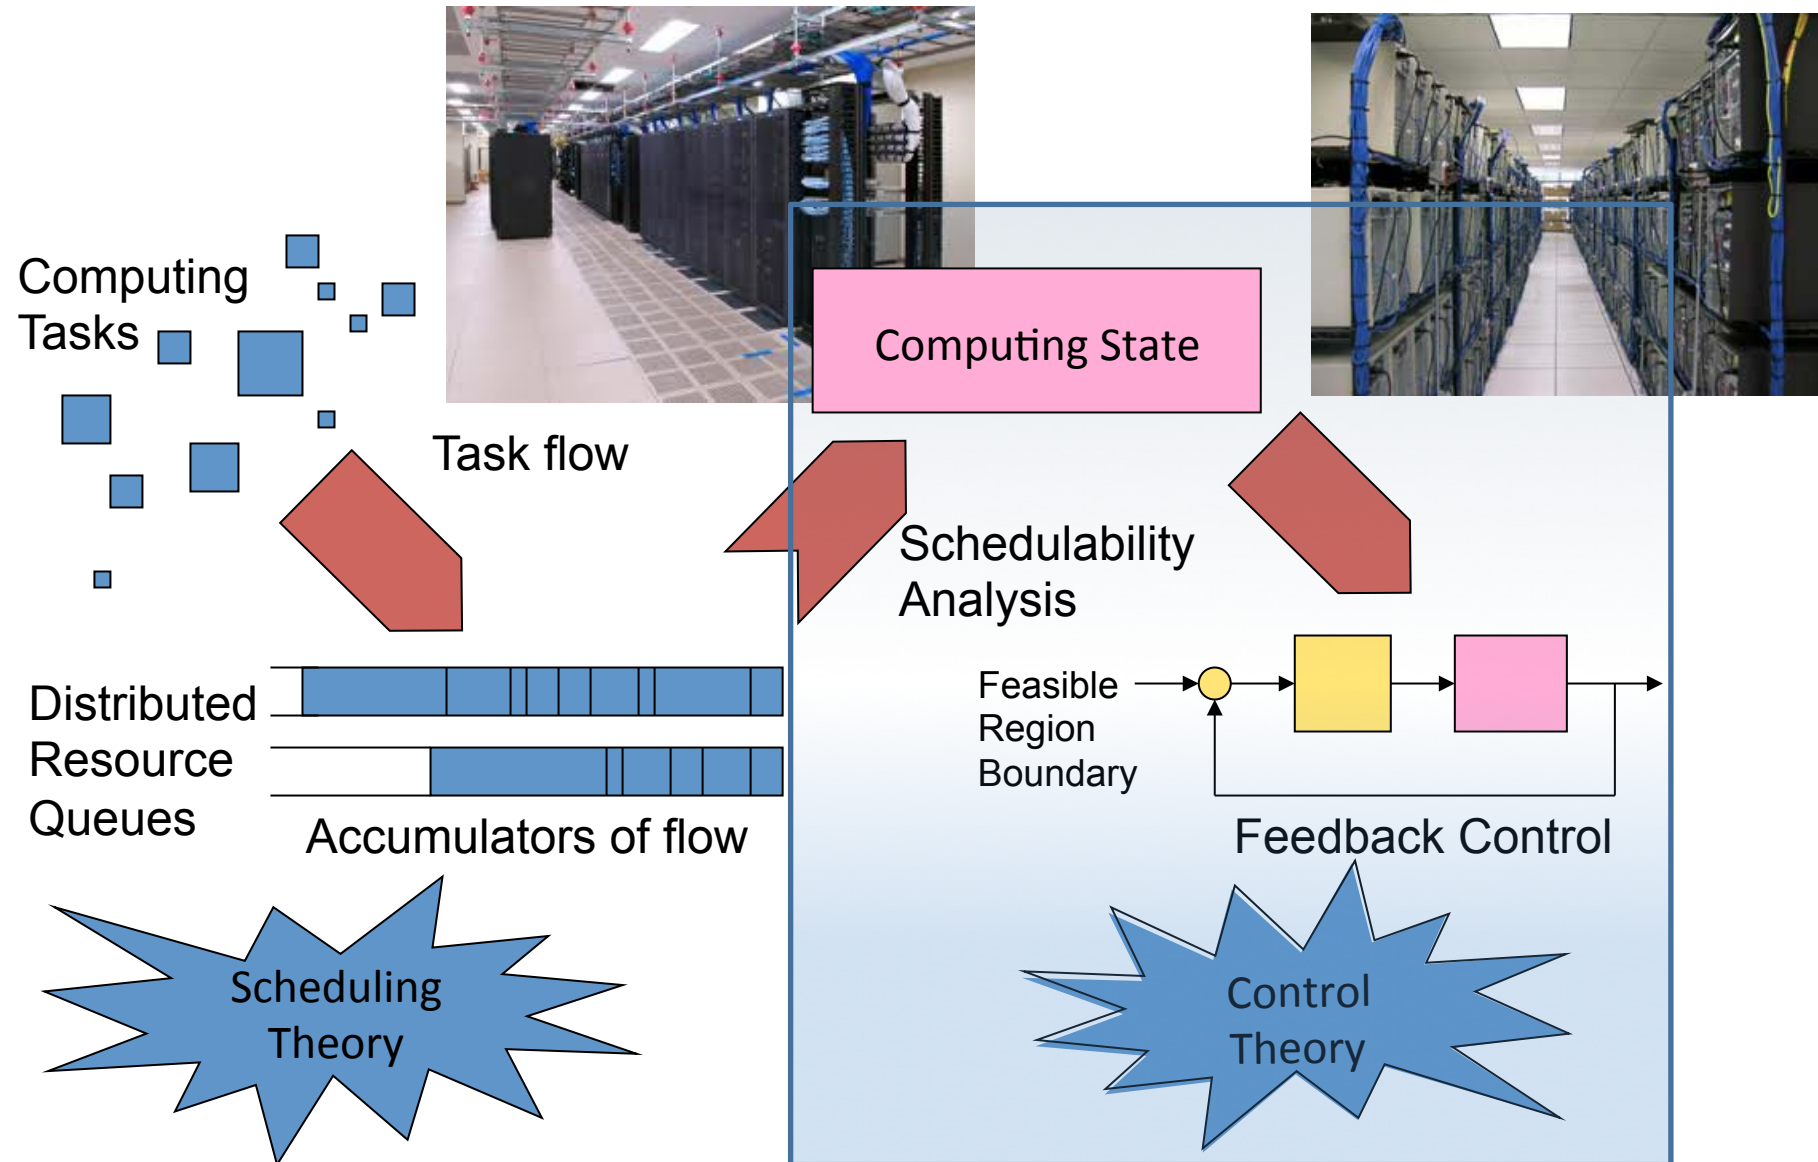 Computing
Tasks
Computing State
Task flow
Schedulability
Analysis
Distributed
Resource
Queues
Feasible
Region
Boundary
Accumulators of flow
Feedback Control
Scheduling
Theory
Control
Theory